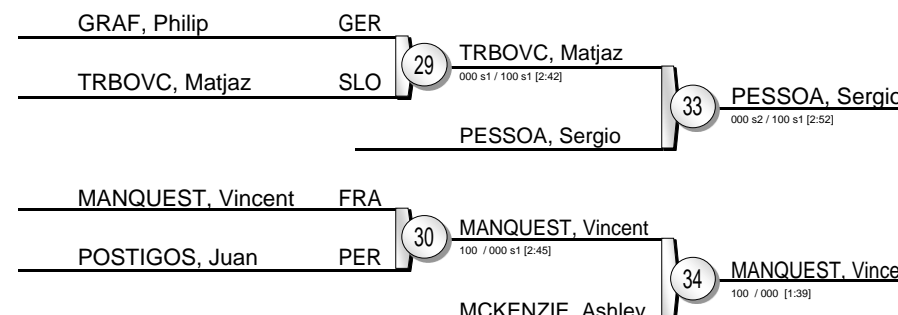 GRAF, Philip GER
TRBOVC, Matjaz SLO
29
TRBOVC, Matjaz
000 s1 / 100 s1 [2:42]
PESSOA, Sergio
33
PESSOA, Sergio
000 s2 / 100 s1 [2:52]
MANQUEST, Vincent FRA
POSTIGOS, Juan PER
30
MANQUEST, Vincent
100 / 000 s1 [2:45]
MCKENZIE, Ashley
34
MANQUEST, Vince
100 / 000 [1:39]